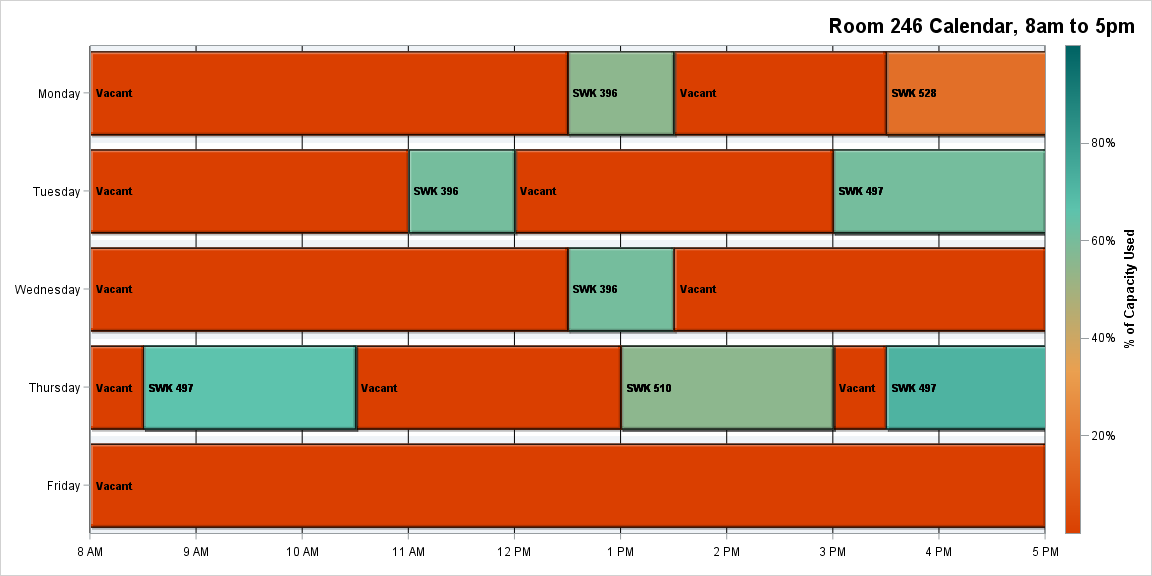 Room 246 Calendar, 8am to 5pm
Monday
Vacant
SWK 396
Vacant
SWK 528
Tuesday
Vacant
SWK 396
Vacant
SWK 497
Wednesday
Vacant
SWK 396
Vacant
Thursday
Vacant
SWK 497
Vacant
SWK 510
Vacant
SWK 497
Friday
Vacant
8 AM
9 AM
10 AM
11 AM
12 PM
1 PM
2 PM
3 PM
4 PM
5 PM
80%
60%
40%
20%
% of Capacity Used